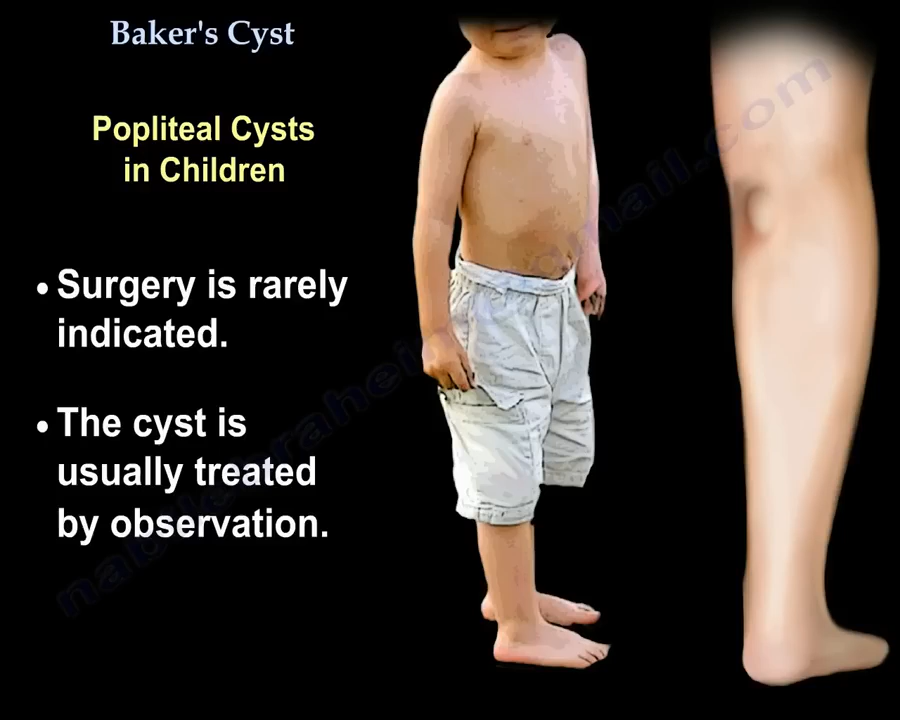 Baker's Cyst
Popliteal Cysts
in Children
• Surgery is rarely
indicated.
• The cyst is
usually treated
by observation.